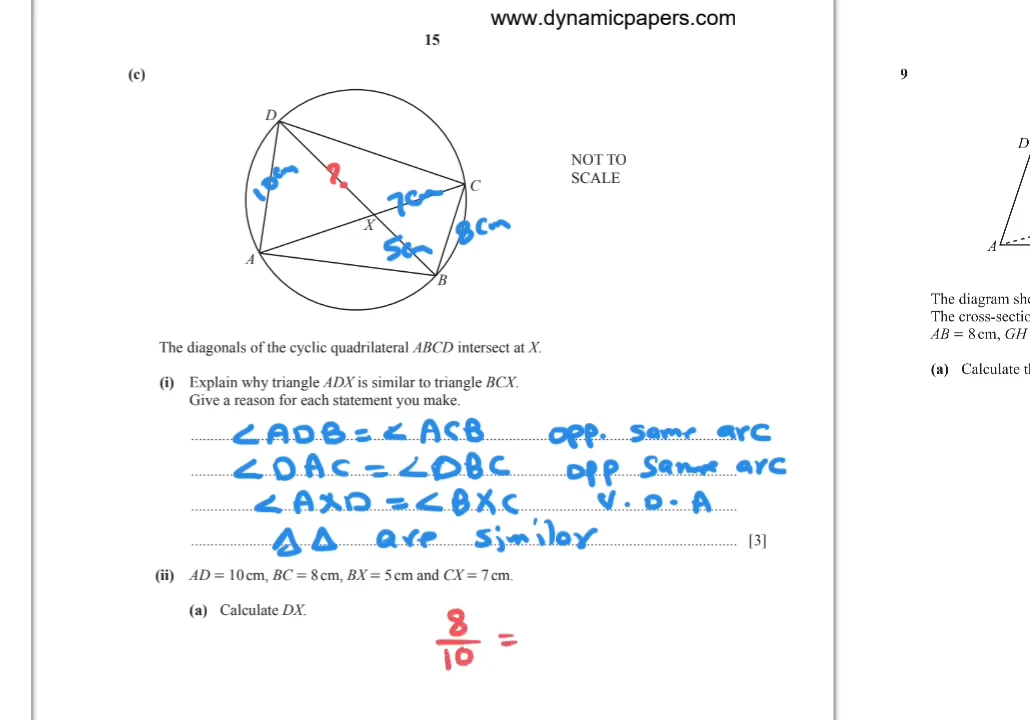 www.dynamicpapers.com
15
(c)
D
10cm
?.
7cm
C
X
8cm
5cm
A
B
NOT TO
SCALE
The diagonals of the cyclic quadrilateral ABCD intersect at X.
(i) Explain why triangle ADX is similar to triangle BCX.
Give a reason for each statement you make.
∠ADB = ∠ACB opp. same arc
∠DAC = ∠DBC opp same arc
∠AXD = ∠BXC V.O.A
ΔΔ are similar [3]
(ii) AD = 10 cm, BC = 8 cm, BX = 5 cm and CX = 7 cm.
(a) Calculate DX.
8
10 =
9
D
A
The diagram sh
The cross-sectio
AB = 8 cm, GH
(a) Calculate t